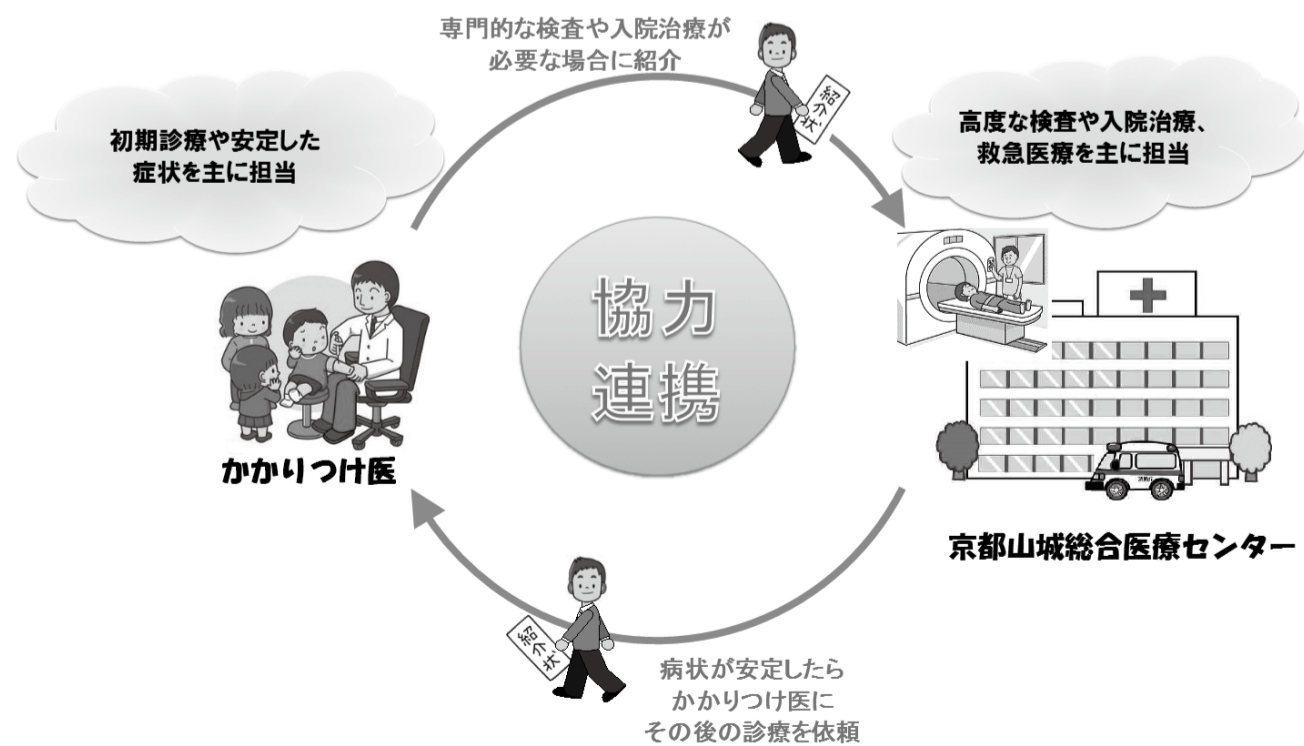 専門的な検査や入院治療が
必要な場合に紹介
紹介状
初期診療や安定した
症状を主に担当
高度な検査や入院治療、
救急医療を主に担当
協力
連携
かかりつけ医
京都山城総合医療センター
紹介状
病状が安定したら
かかりつけ医に
その後の診療を依頼